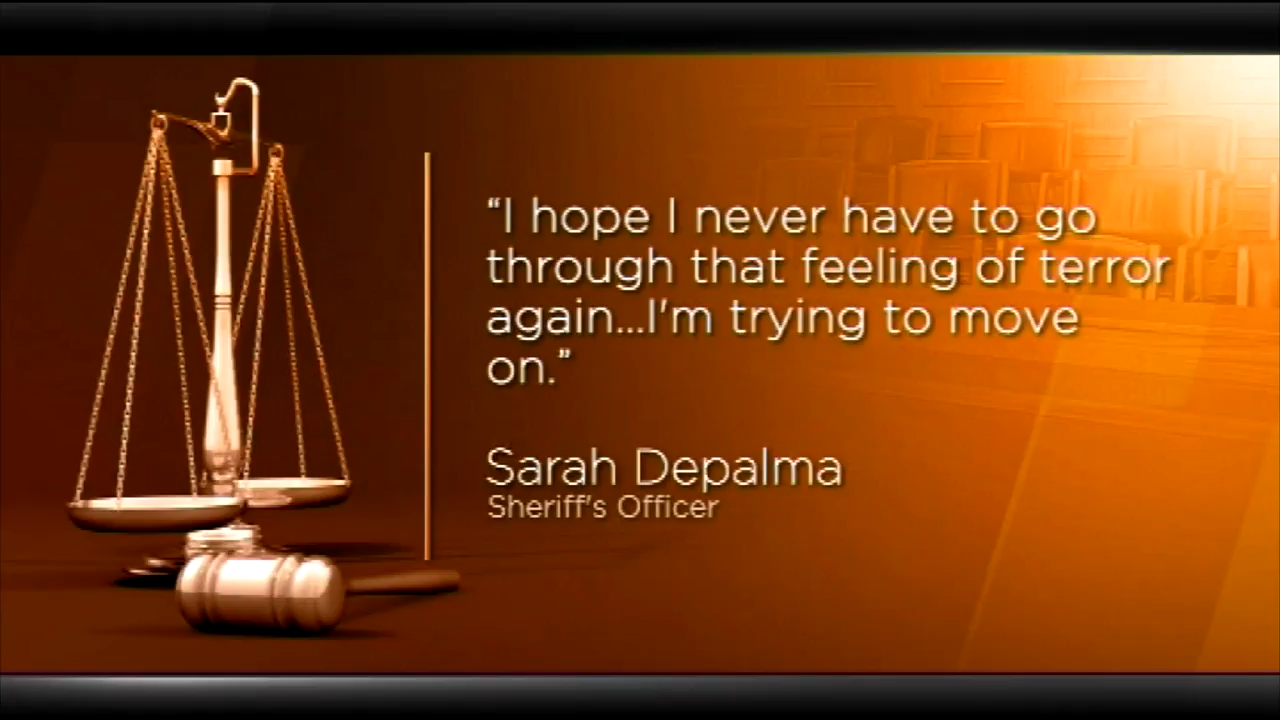 “I hope I never have to go
through that feeling of terror
again...I'm trying to move
on.”
Sarah Depalma
Sheriff's Officer